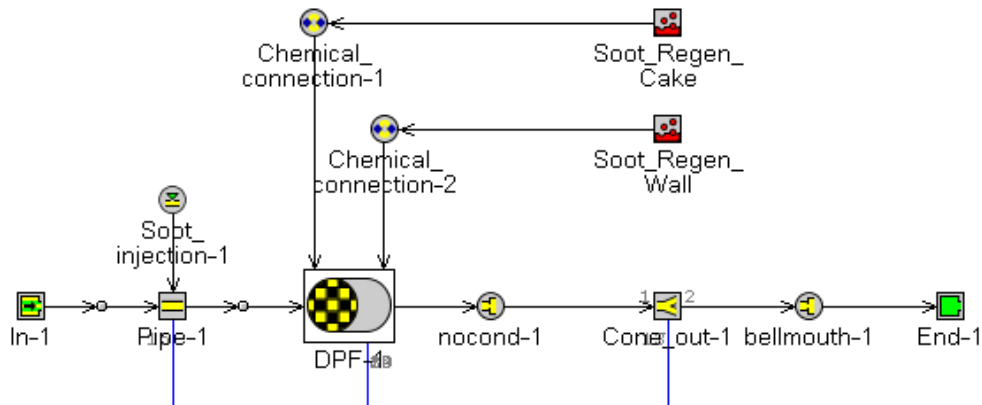 Chemical_
connection-1
Soot_Regen_
Cake
Chemical_
connection-2
Soot_Regen_
Wall
Soot_
injection-1
1
2
In-1
Pipe-1
DPF-1
nocond-1
Cone_out-1
bellmouth-1
End-1